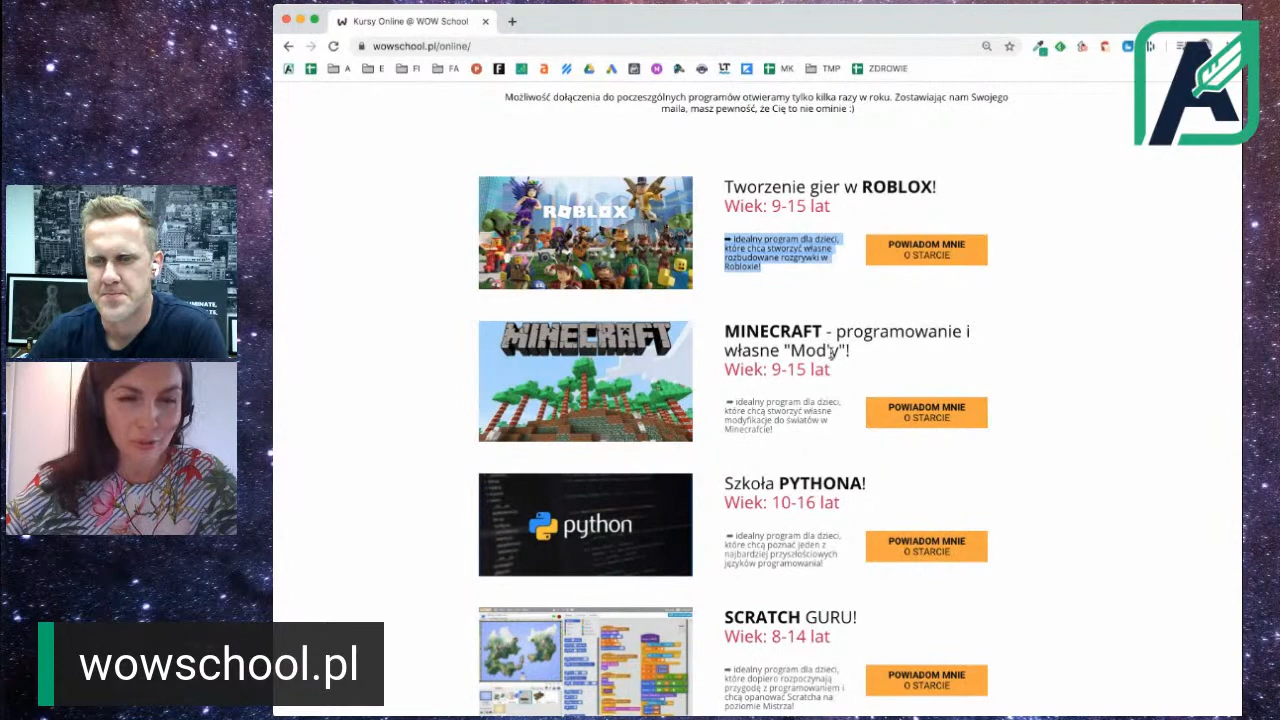 Kursy Online @ WOW School
wowschool.pl/online/
A
E
FI
FA
MK
TMP
ZDROWIE
Możliwość dołączenia do poczeszgólnych programów otwieramy tylko kilka razy w roku. Zostawiając nam Swojego
maila, masz pewność, że Cię to nie ominie :)
ROBLOX
Tworzenie gier w ROBLOX!
Wiek: 9-15 lat
➡ idealny program dla dzieci,
które chcą stworzyć własne
rozbudowane rozgrywki w
Robloxie!
POWIADOM MNIE
O STARCIE
MINECRAFT
MINECRAFT - programowanie i
własne "Mod'y"!
Wiek: 9-15 lat
➡ idealny program dla dzieci,
które chcą stworzyć własne
modyfikacje do światów w
Minecrafcie!
POWIADOM MNIE
O STARCIE
python
Szkoła PYTHONA!
Wiek: 10-16 lat
➡ idealny program dla dzieci,
które chcą poznać jeden z
najbardziej przyszłościowych
języków programowania!
POWIADOM MNIE
O STARCIE
SCRATCH GURU!
Wiek: 8-14 lat
➡ idealny program dla dzieci,
które dopiero rozpoczynają
przygodę z programowaniem i
chcą opanować Scratcha na
poziomie Mistrza!
POWIADOM MNIE
O STARCIE
wowschool.pl